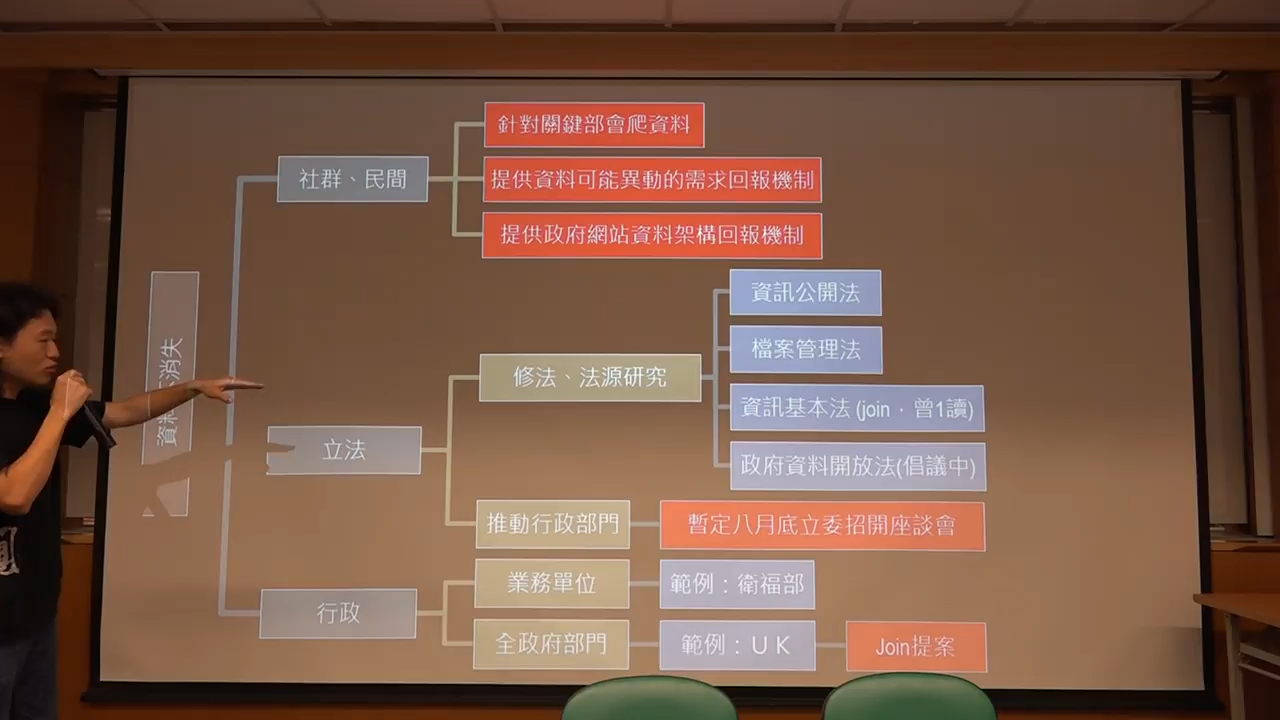 針對關鍵部會爬資料
社群、民間
提供資料可能異動的需求回報機制
提供政府網站資料架構回報機制
資訊公開法
修法、法源研究
檔案管理法
資訊基本法 (join,曾1讀)
立法
政府資料開放法(倡議中)
推動行政部門
暫定八月底立委招開座談會
業務單位
範例：衛福部
行政
全政府部門
範例：UK
Join提案
消失